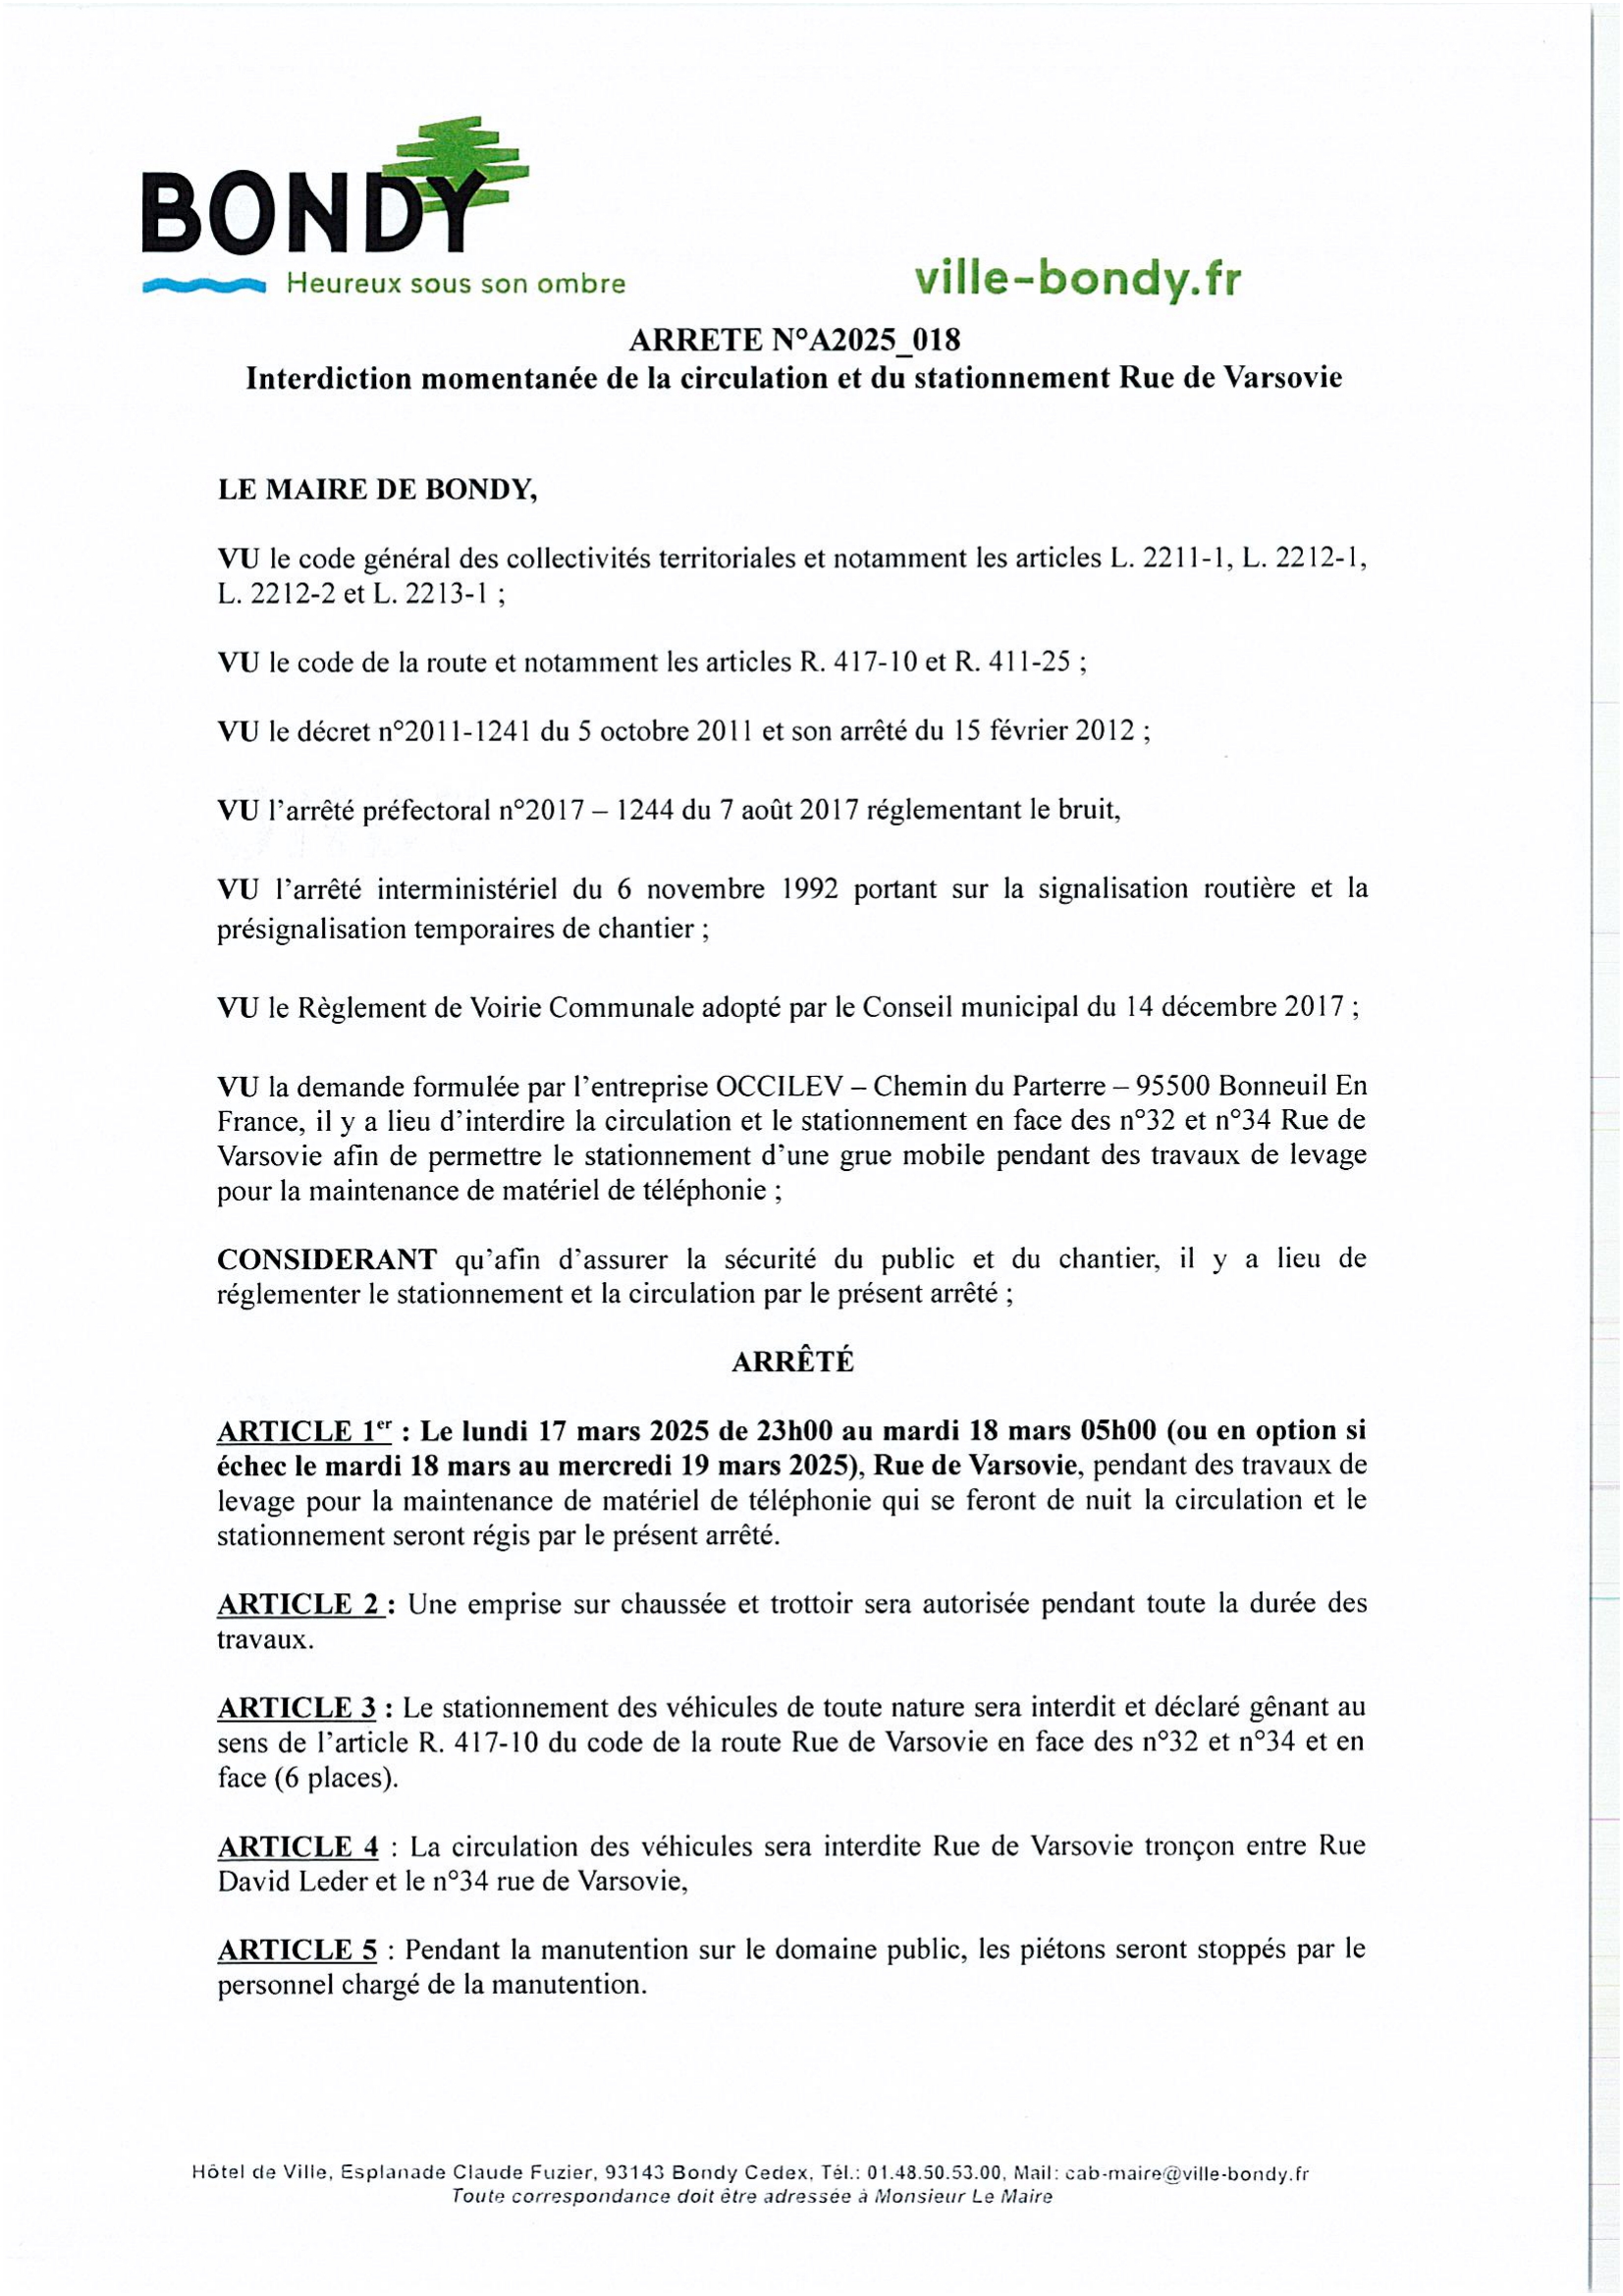 BONDY
Heureux sous son ombre
ville-bondy.fr
ARRETE N°A2025_018
Interdiction momentanée de la circulation et du stationnement Rue de Varsovie
LE MAIRE DE BONDY,
VU le code général des collectivités territoriales et notamment les articles L. 2211-1, L. 2212-1,
L. 2212-2 et L. 2213-1 ;
VU le code de la route et notamment les articles R. 417-10 et R. 411-25 ;
VU le décret n°2011-1241 du 5 octobre 2011 et son arrêté du 15 février 2012 ;
VU l'arrêté préfectoral n°2017 – 1244 du 7 août 2017 réglementant le bruit,
VU l'arrêté interministériel du 6 novembre 1992 portant sur la signalisation routière et la
présignalisation temporaires de chantier ;
VU le Règlement de Voirie Communale adopté par le Conseil municipal du 14 décembre 2017 ;
VU la demande formulée par l'entreprise OCCILEV – Chemin du Parterre – 95500 Bonneuil En
France, il y a lieu d'interdire la circulation et le stationnement en face des n°32 et n°34 Rue de
Varsovie afin de permettre le stationnement d'une grue mobile pendant des travaux de levage
pour la maintenance de matériel de téléphonie ;
CONSIDERANT qu'afin d'assurer la sécurité du public et du chantier, il y a lieu de
réglementer le stationnement et la circulation par le présent arrêté ;
ARRÊTÉ
ARTICLE 1er : Le lundi 17 mars 2025 de 23h00 au mardi 18 mars 05h00 (ou en option si
échec le mardi 18 mars au mercredi 19 mars 2025), Rue de Varsovie, pendant des travaux de
levage pour la maintenance de matériel de téléphonie qui se feront de nuit la circulation et le
stationnement seront régis par le présent arrêté.
ARTICLE 2 : Une emprise sur chaussée et trottoir sera autorisée pendant toute la durée des
travaux.
ARTICLE 3 : Le stationnement des véhicules de toute nature sera interdit et déclaré gênant au
sens de l'article R. 417-10 du code de la route Rue de Varsovie en face des n°32 et n°34 et en
face (6 places).
ARTICLE 4 : La circulation des véhicules sera interdite Rue de Varsovie tronçon entre Rue
David Leder et le n°34 rue de Varsovie,
ARTICLE 5 : Pendant la manutention sur le domaine public, les piétons seront stoppés par le
personnel chargé de la manutention.
Hôtel de Ville, Esplanade Claude Fuzier, 93143 Bondy Cedex, Tél.: 01.48.50.53.00, Mail: cab-maire@ville-bondy.fr
Toute correspondance doit être adressée à Monsieur Le Maire